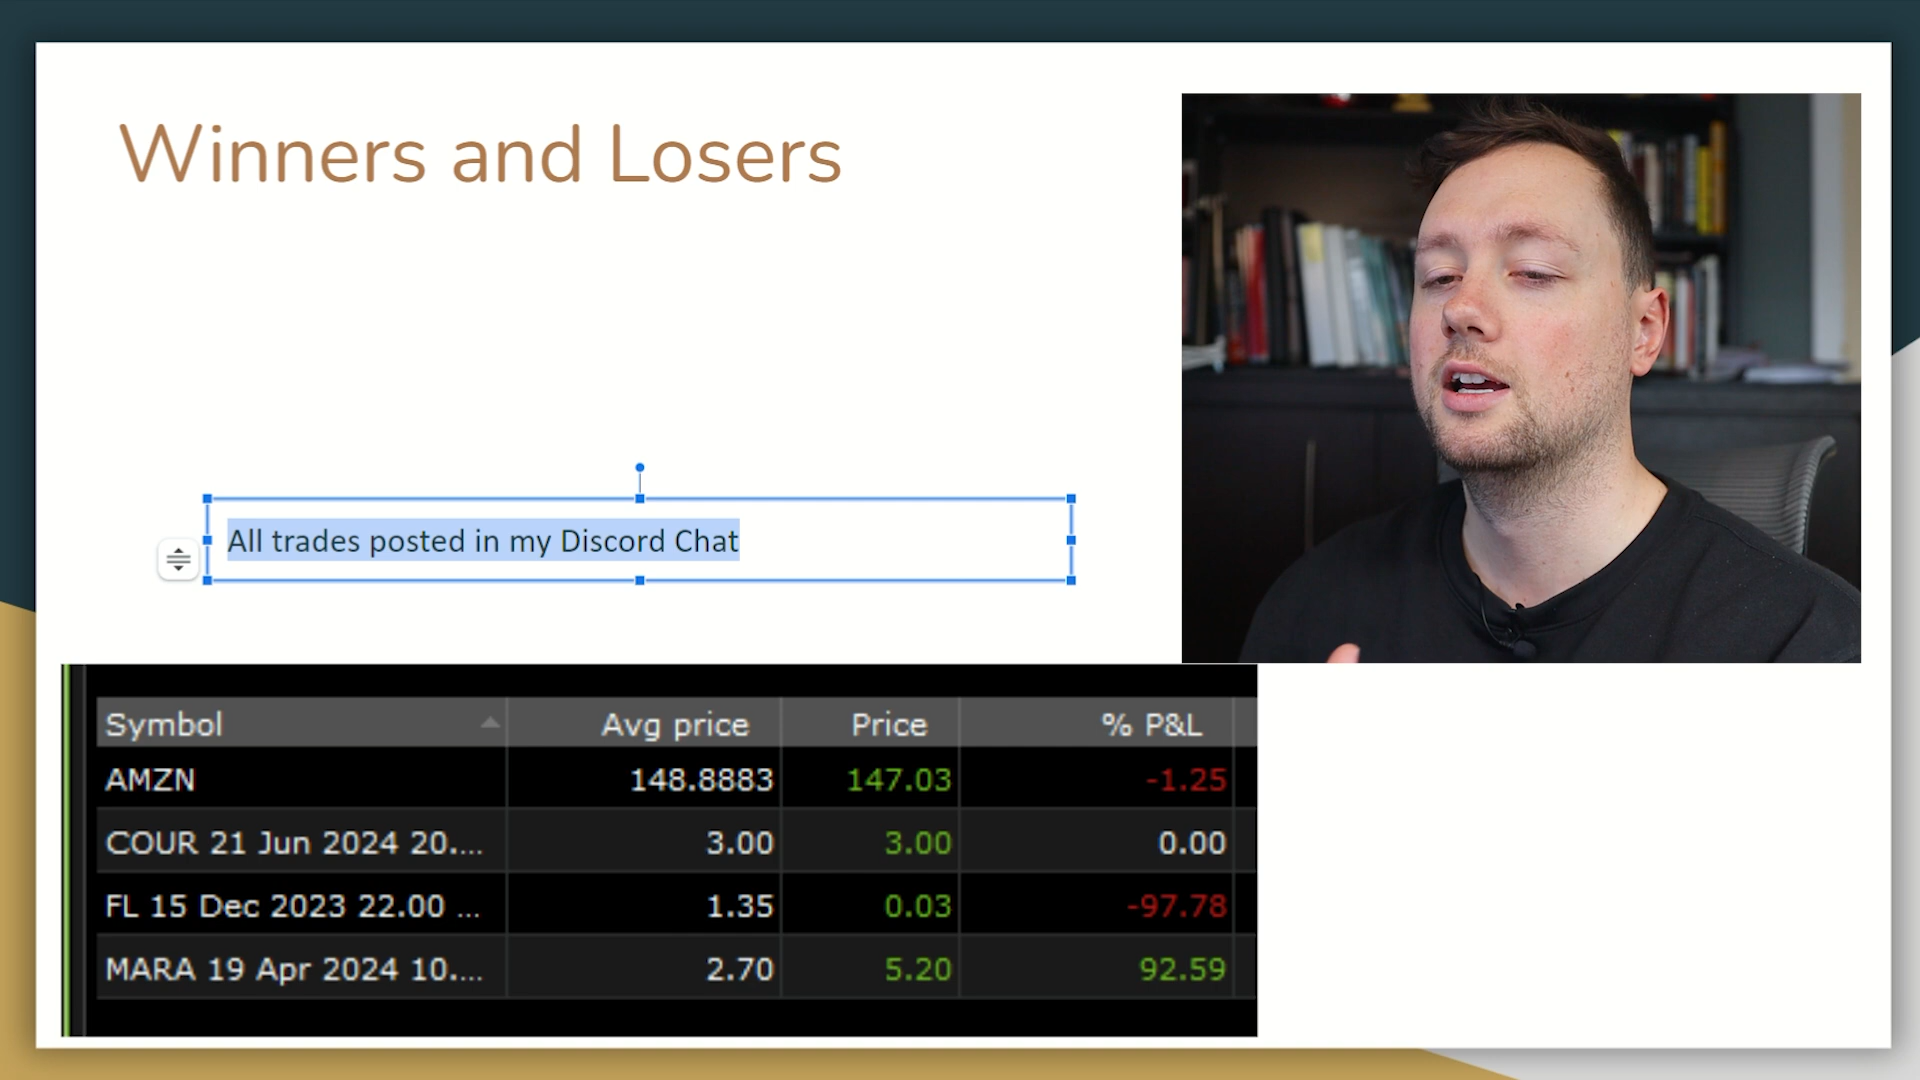 Winners and Losers
All trades posted in my Discord Chat
Symbol Avg price Price % P&L
AMZN 148.8883 147.03 -1.25
COUR 21 Jun 2024 20.... 3.00 3.00 0.00
FL 15 Dec 2023 22.00 ... 1.35 0.03 -97.78
MARA 19 Apr 2024 10.... 2.70 5.20 92.59